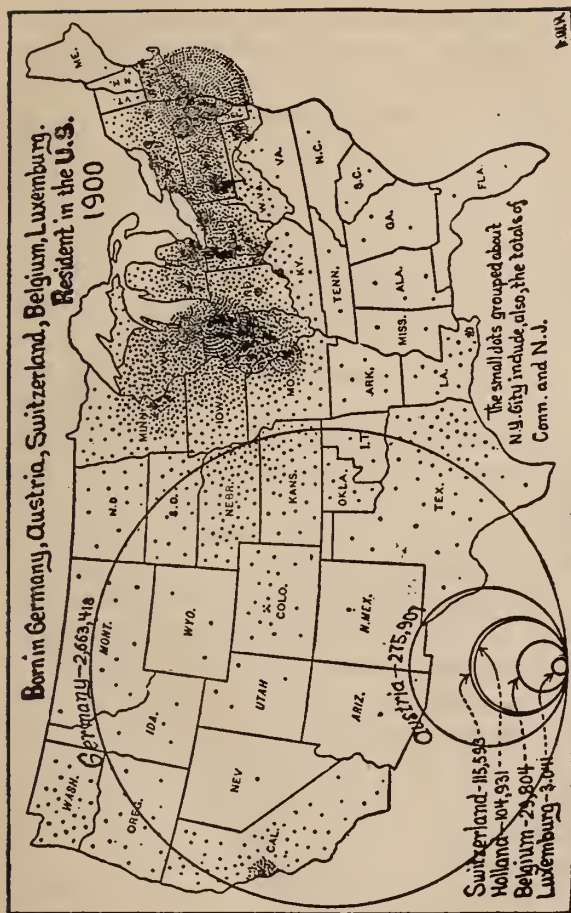 Born in Germany, Austria, Switzerland, Belgium, Luxemburg.
Resident in the U.S.
1900
Germany—2,663,418
WASH.
MONT.
N.D
MINN
ME.
N.H.
VT.
OREG.
IDA.
WYO.
S.D.
IOWA
NEV
UTAH
COLO.
NEBR.
KANS.
MO.
IND.
KY.
W.VA.
VA.
CAL.
ARIZ.
N.MEX.
OKLA.
I.T.
ARK.
TENN.
N.C.
S.C.
TEX.
LA.
MISS.
ALA.
GA.
FLA.
Austria—275,907
Switzerland-115,593
Holland-104,931
Belgium-29,804
Luxemburg-3,041
The small dots grouped about
N.Y. City include, also, the totals of
Conn. and N.J.